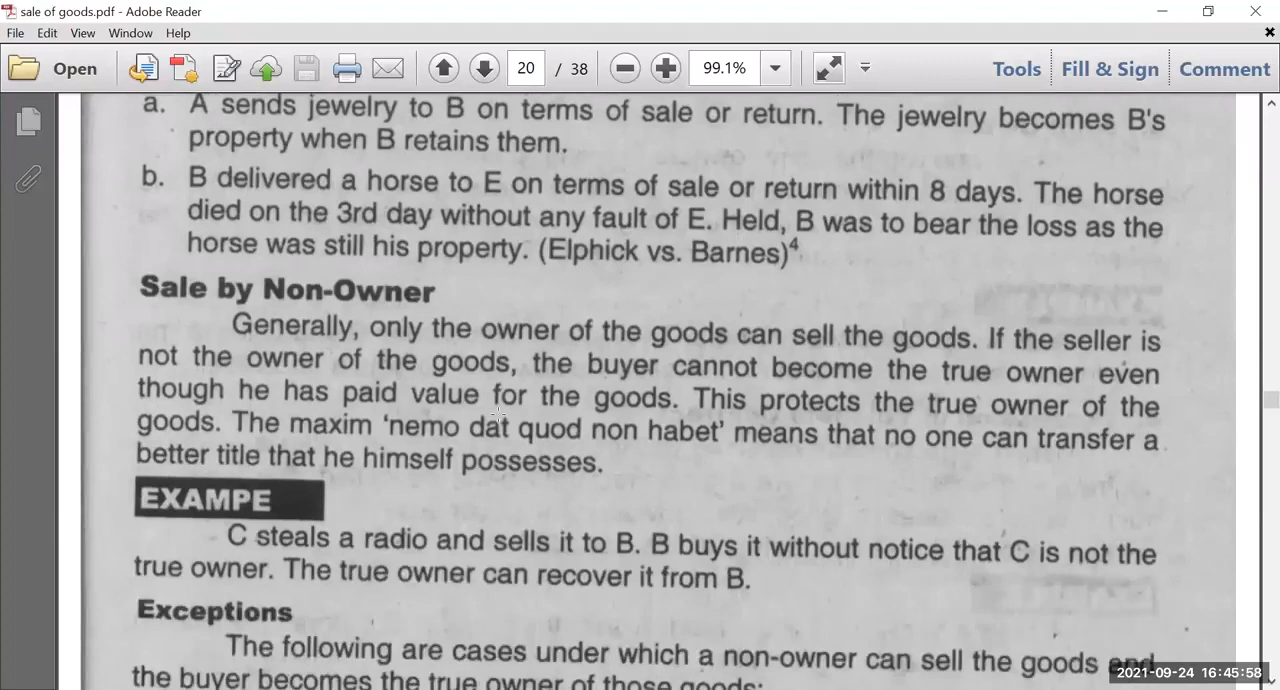 sale of goods.pdf - Adobe Reader
File Edit View Window Help
Open 20 / 38 99.1% Tools Fill & Sign Comment
a. A sends jewelry to B on terms of sale or return. The jewelry becomes B's
property when B retains them.
b. B delivered a horse to E on terms of sale or return within 8 days. The horse
died on the 3rd day without any fault of E. Held, B was to bear the loss as the
horse was still his property. (Elphick vs. Barnes)4
Sale by Non-Owner
Generally, only the owner of the goods can sell the goods. If the seller is
not the owner of the goods, the buyer cannot become the true owner even
though he has paid value for the goods. This protects the true owner of the
goods. The maxim ‘nemo dat quod non habet’ means that no one can transfer a
better title that he himself possesses.
EXAMPE
C steals a radio and sells it to B. B buys it without notice that C is not the
true owner. The true owner can recover it from B.
Exceptions
The following are cases under which a non-owner can sell the goods and
the buyer becomes the true owner of those goods:
2021-09-24 16:45:58